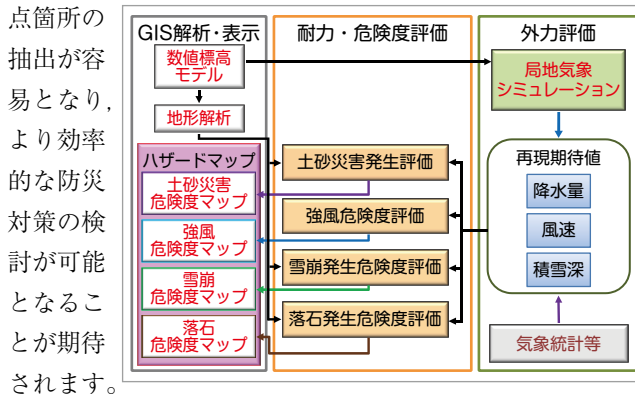 点箇所の
抽出が容
易となり,
より効率
的な防災
対策の検
討が可能
となるこ
とが期待
されます。
GIS解析・表示
数値標高
モデル
地形解析
ハザードマップ
土砂災害
危険度マップ
強風
危険度マップ
雪崩
危険度マップ
落石
危険度マップ
耐力・危険度評価
土砂災害発生評価
強風危険度評価
雪崩発生危険度評価
落石発生危険度評価
外力評価
局地気象
シミュレーション
再現期待値
降水量
風速
積雪深
気象統計等